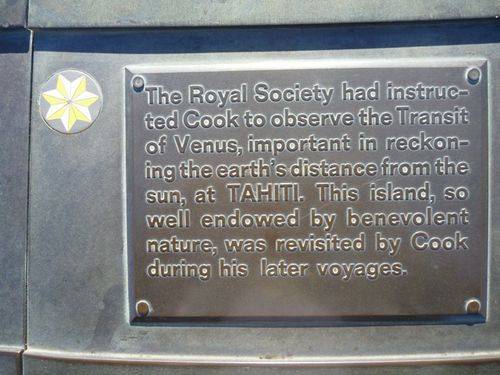 The Royal Society had instruc-
ted Cook to observe the Transit
of Venus, important in reckon-
ing the earth's distance from the
sun, at TAHITI. This island, so
well endowed by benevolent
nature, was revisited by Cook
during his later voyages.